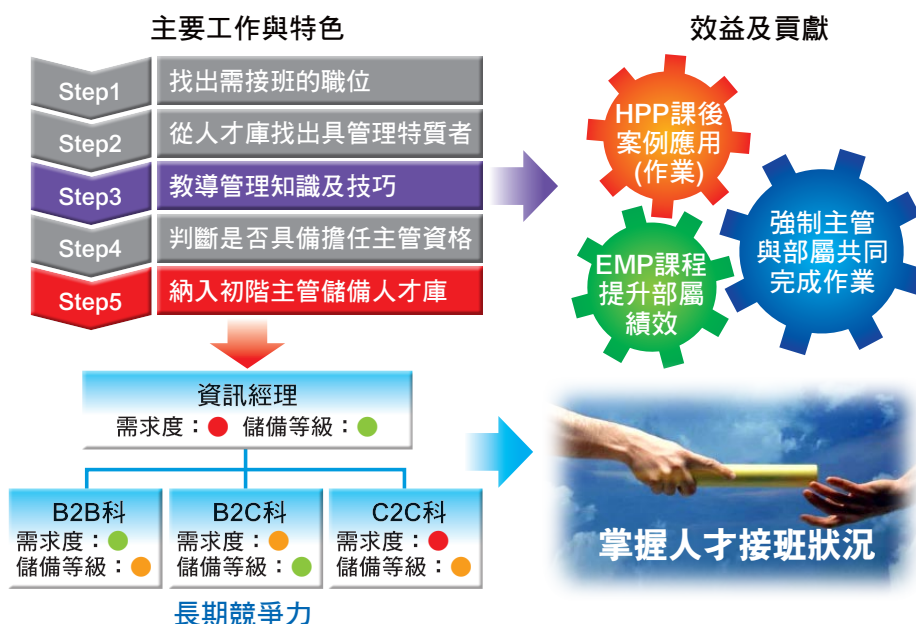 主要工作與特色
Step1
找出需接班的職位
Step2
從人才庫找出具管理特質者
Step3
教導管理知識及技巧
Step4
判斷是否具備擔任主管資格
Step5
納入初階主管儲備人才庫
效益及貢獻
HPP課後
案例應用
(作業)
EMP課程
提升部屬
績效
強制主管
與部屬共同
完成作業
資訊經理
需求度： 儲備等級：
B2B科
需求度：
儲備等級：
B2C科
需求度：
儲備等級：
C2C科
需求度：
儲備等級：
長期競爭力
掌握人才接班狀況